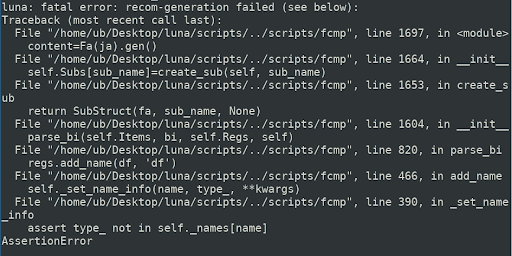 luna: fatal error: recom-generation failed (see below):
Traceback (most recent call last):
  File "/home/ub/Desktop/luna/scripts/../scripts/fcmp", line 1697, in <module>
    content=Fa(ja).gen()
  File "/home/ub/Desktop/luna/scripts/../scripts/fcmp", line 1664, in __init__
    self.Subs[sub_name]=create_sub(self, sub_name)
  File "/home/ub/Desktop/luna/scripts/../scripts/fcmp", line 1653, in create_s
ub
    return SubStruct(fa, sub_name, None)
  File "/home/ub/Desktop/luna/scripts/../scripts/fcmp", line 1604, in __init__
    parse_bi(self.Items, bi, self.Regs, self)
  File "/home/ub/Desktop/luna/scripts/../scripts/fcmp", line 820, in parse_bi
    regs.add_name(df, 'df')
  File "/home/ub/Desktop/luna/scripts/../scripts/fcmp", line 466, in add_name
    self._set_name_info(name, type_, **kwargs)
  File "/home/ub/Desktop/luna/scripts/../scripts/fcmp", line 390, in _set_name
_info
    assert type_ not in self._names[name]
AssertionError